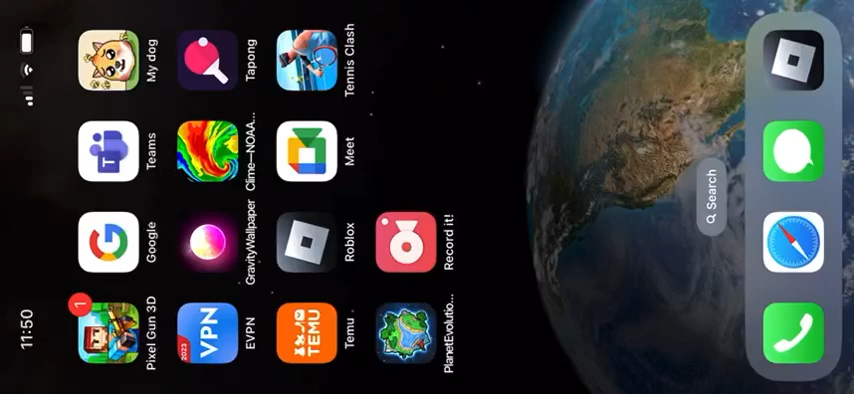 11:50
1
Pixel Gun 3D
Google
Teams
My dog
2023
VPN
EVPN
GravityWallpaper
Clime—NOAA...
Tapong
TEMU
Temu
Roblox
Meet
Tennis Clash
PlanetEvolutio...
Record it!
Search